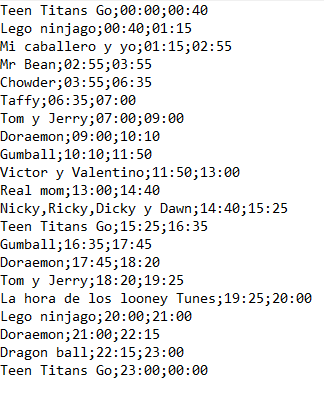 Teen Titans Go;00:00;00:40
Lego ninjago;00:40;01:15
Mi caballero y yo;01:15;02:55
Mr Bean;02:55;03:55
Chowder;03:55;06:35
Taffy;06:35;07:00
Tom y Jerry;07:00;09:00
Doraemon;09:00;10:10
Gumball;10:10;11:50
Victor y Valentino;11:50;13:00
Real mom;13:00;14:40
Nicky,Ricky,Dicky y Dawn;14:40;15:25
Teen Titans Go;15:25;16:35
Gumball;16:35;17:45
Doraemon;17:45;18:20
Tom y Jerry;18:20;19:25
La hora de los looney Tunes;19:25;20:00
Lego ninjago;20:00;21:00
Doraemon;21:00;22:15
Dragon ball;22:15;23:00
Teen Titans Go;23:00;00:00